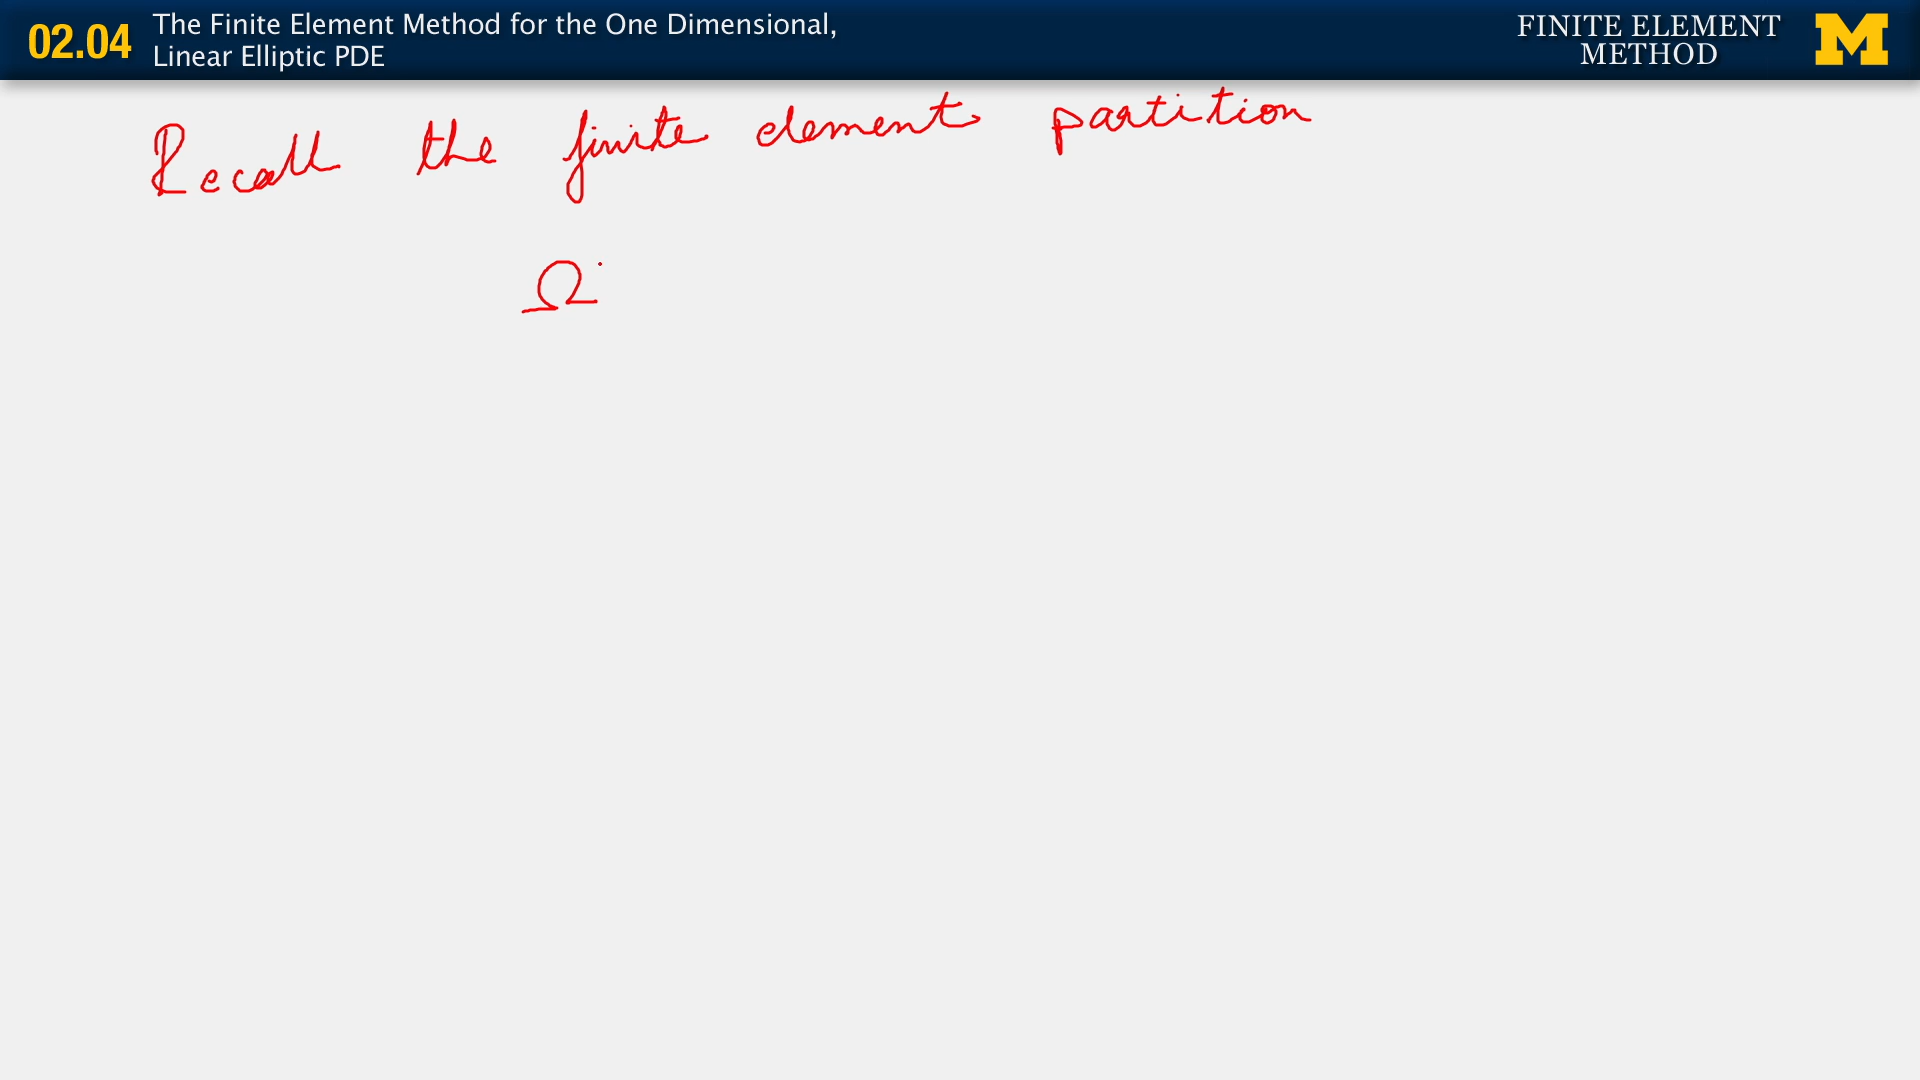 02.04
The Finite Element Method for the One Dimensional,
Linear Elliptic PDE
FINITE ELEMENT
METHOD
M
Recall the finite element partition
Ω